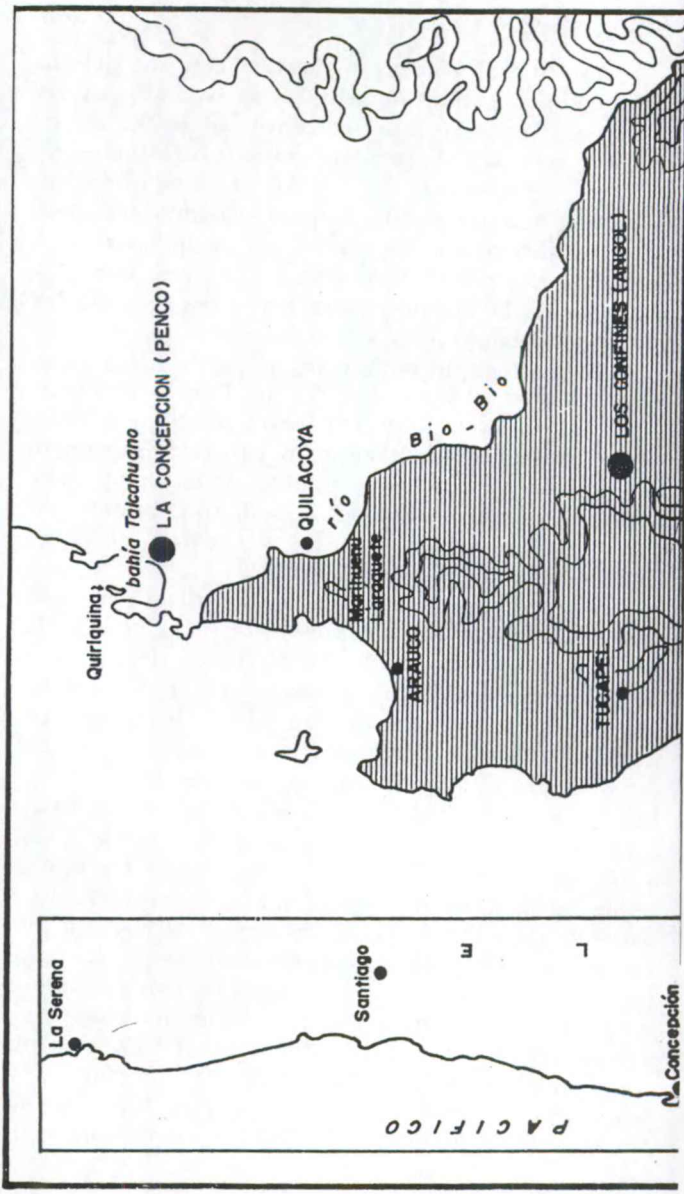 Quiriquina
bahía Talcahuano
LA CONCEPCION (PENCO)
QUILACOYA
río Bio-Bio
Marihuenu
Laraquete
ARAUCO
TUCAPEL
LOS CONFINES (ANGOL)
La Serena
Santiago
Concepción
PACIFICO
L E